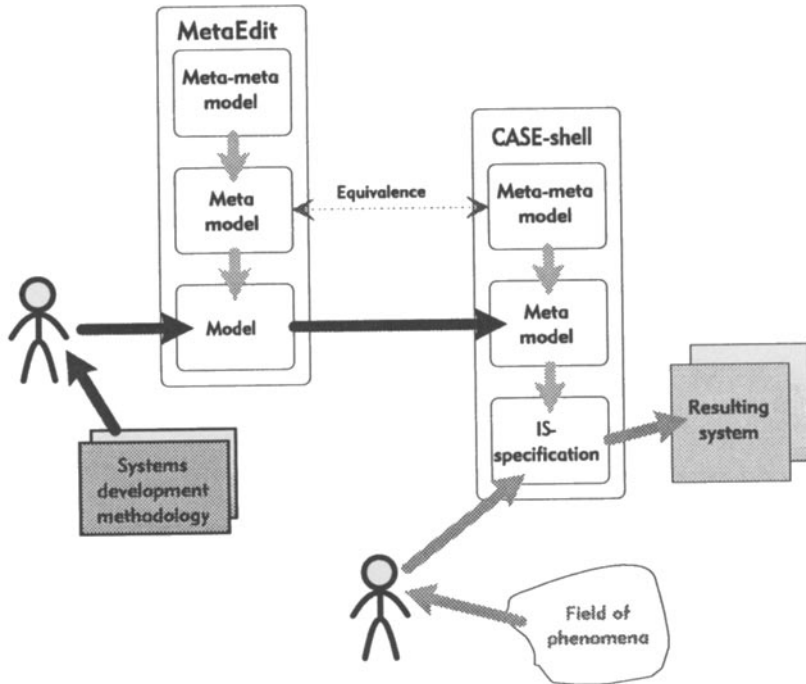 MetaEdit
Meta-meta
model
Meta
model
Model
Equivalence
CASE-shell
Meta-meta
model
Meta
model
IS-
specification
Resulting
system
Systems
development
methodology
Field of
phenomena